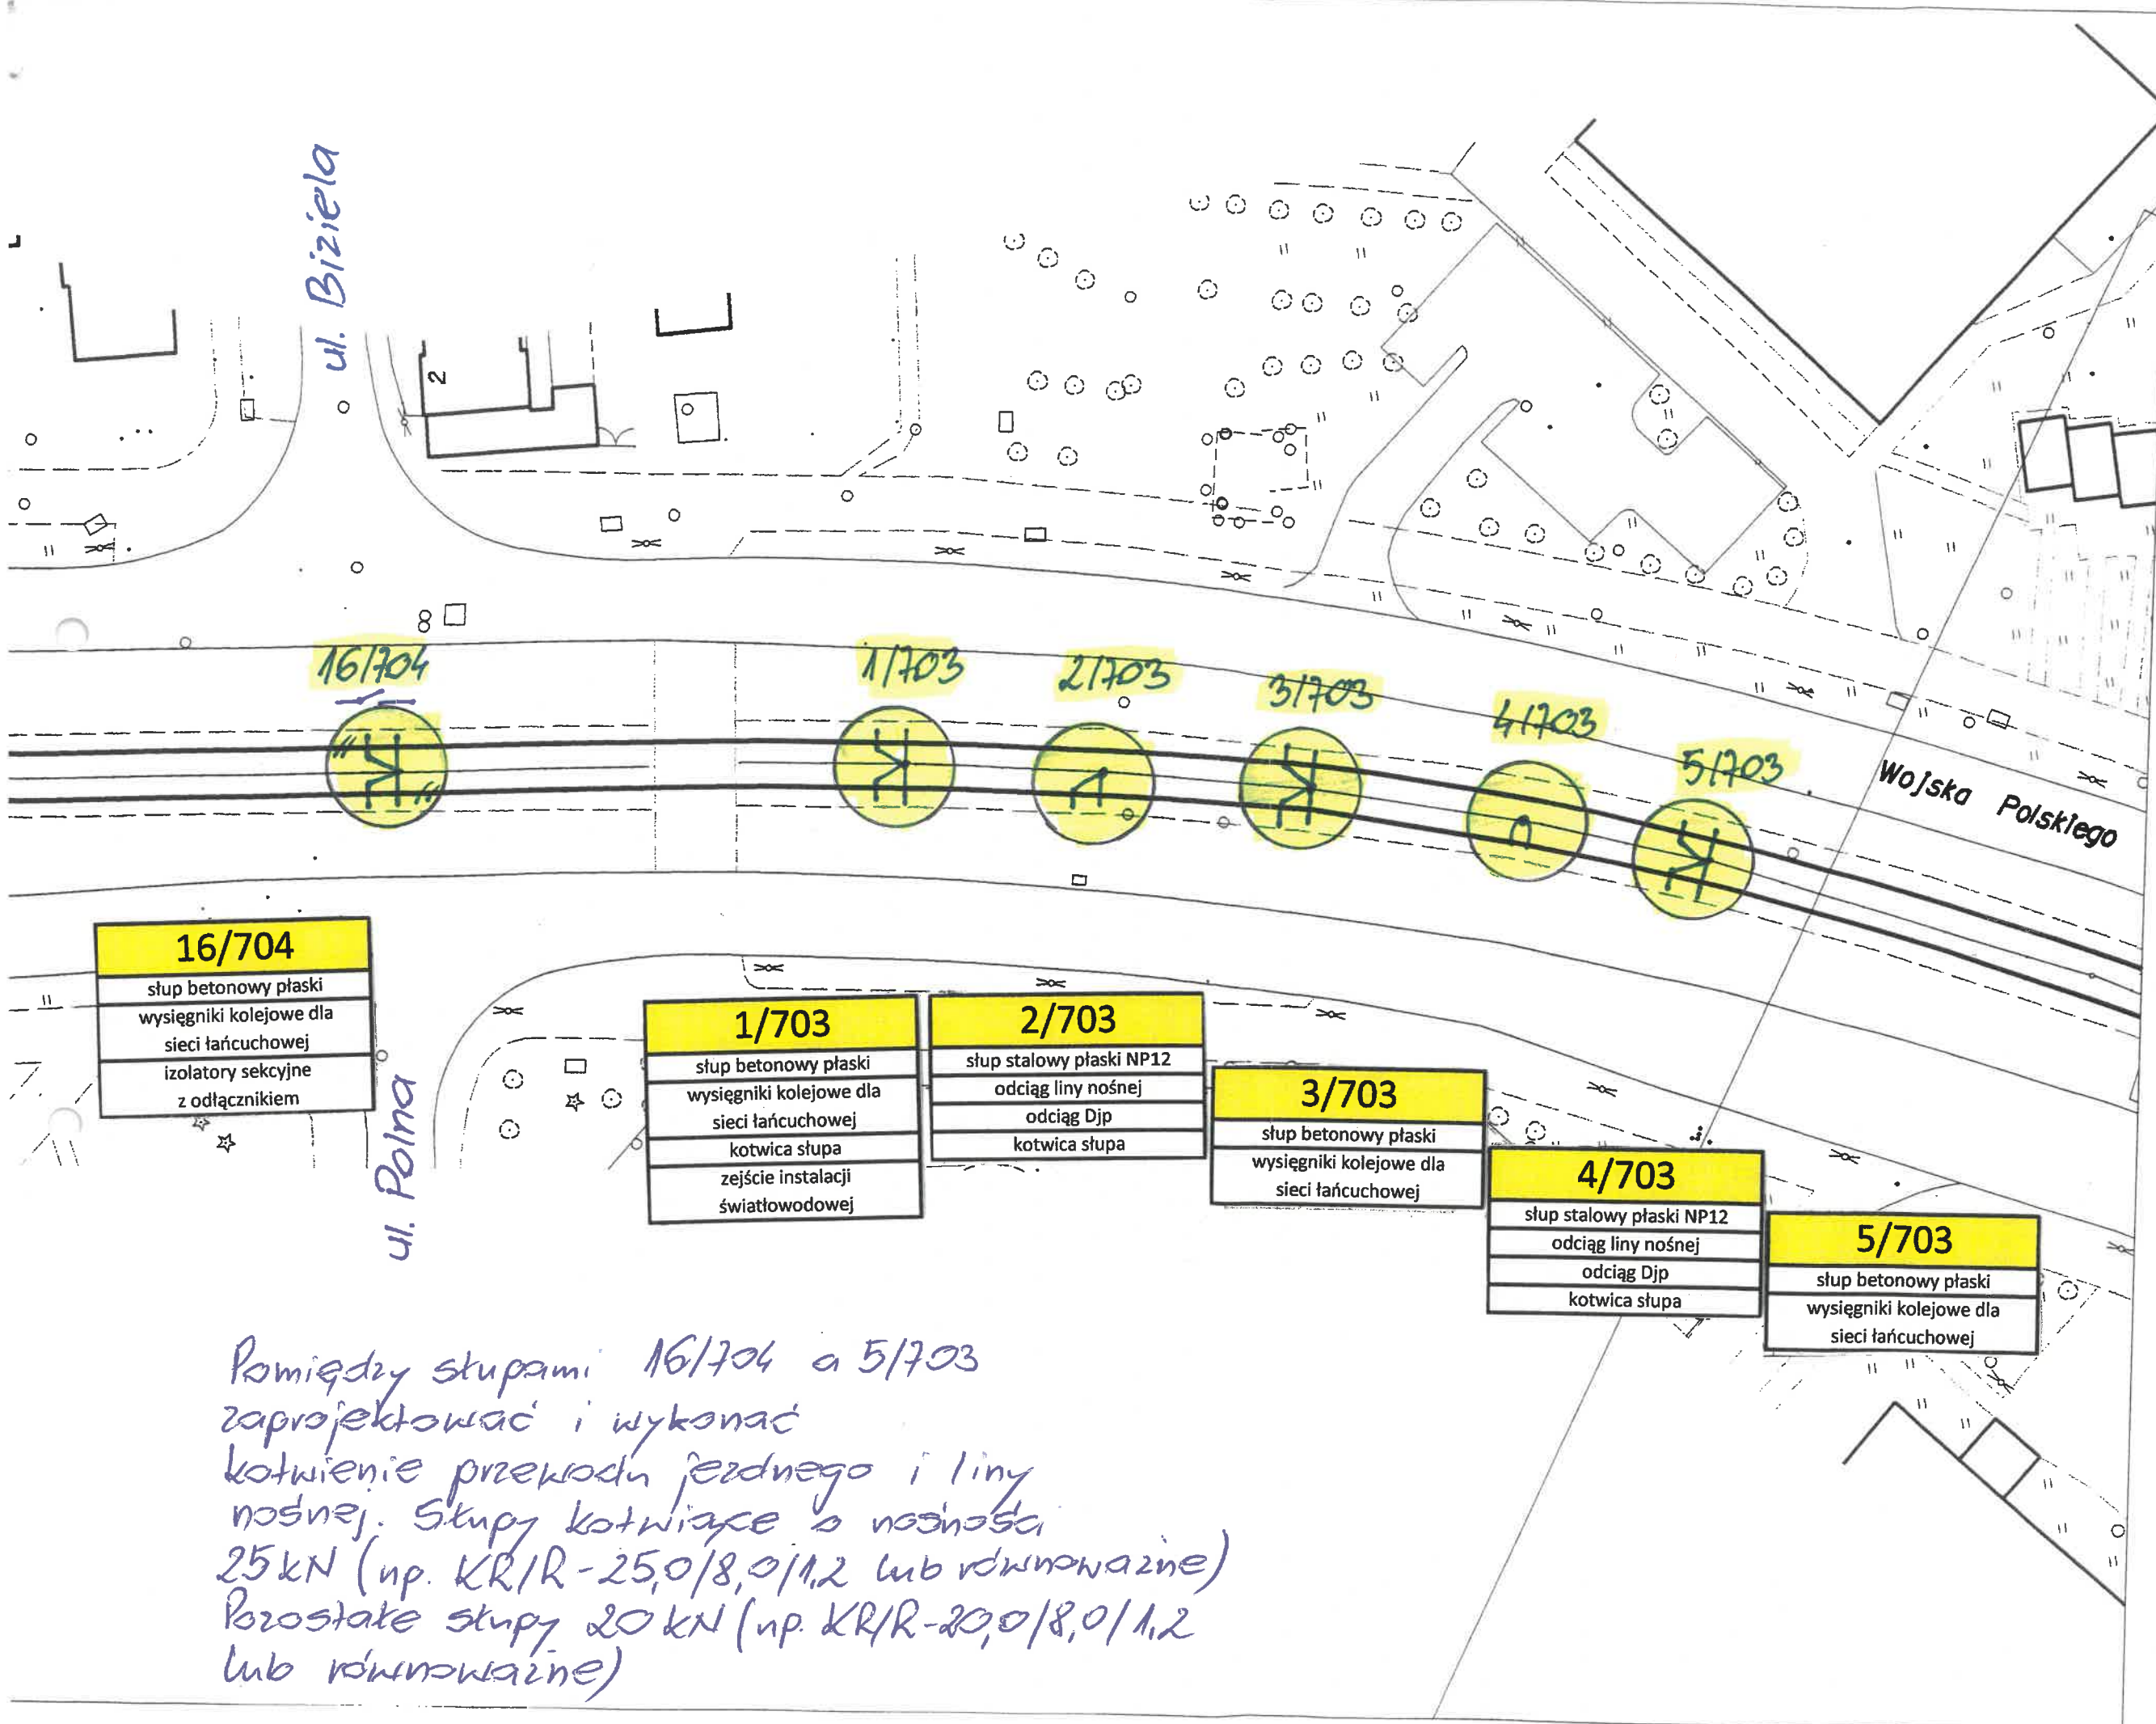 ul. Biziela
2
8
16/704
1/703
2/703
3/703
4/703
5/703
Wojska Polskiego
16/704
słup betonowy płaski
wysięgniki kolejowe dla
sieci łańcuchowej
izolatory sekcyjne
z odłącznikiem
ul. Polna
1/703
słup betonowy płaski
wysięgniki kolejowe dla
sieci łańcuchowej
kotwica słupa
zejście instalacji
światłowodowej
2/703
słup stalowy płaski NP12
odciąg liny nośnej
odciąg Djp
kotwica słupa
3/703
słup betonowy płaski
wysięgniki kolejowe dla
sieci łańcuchowej
4/703
słup stalowy płaski NP12
odciąg liny nośnej
odciąg Djp
kotwica słupa
5/703
słup betonowy płaski
wysięgniki kolejowe dla
sieci łańcuchowej
Pomiędzy słupami 16/704 a 5/703
zaprojektować i wykonać
kotwienie przewodu jezdnego i liny
nośnej. Słupy kotwiące o nośności
25 kN (np. KR/R-25,0/8,0/1,2 lub równoważne)
Pozostałe słupy 20 kN (np. KR/R-20,0/8,0/1,2
lub równoważne)